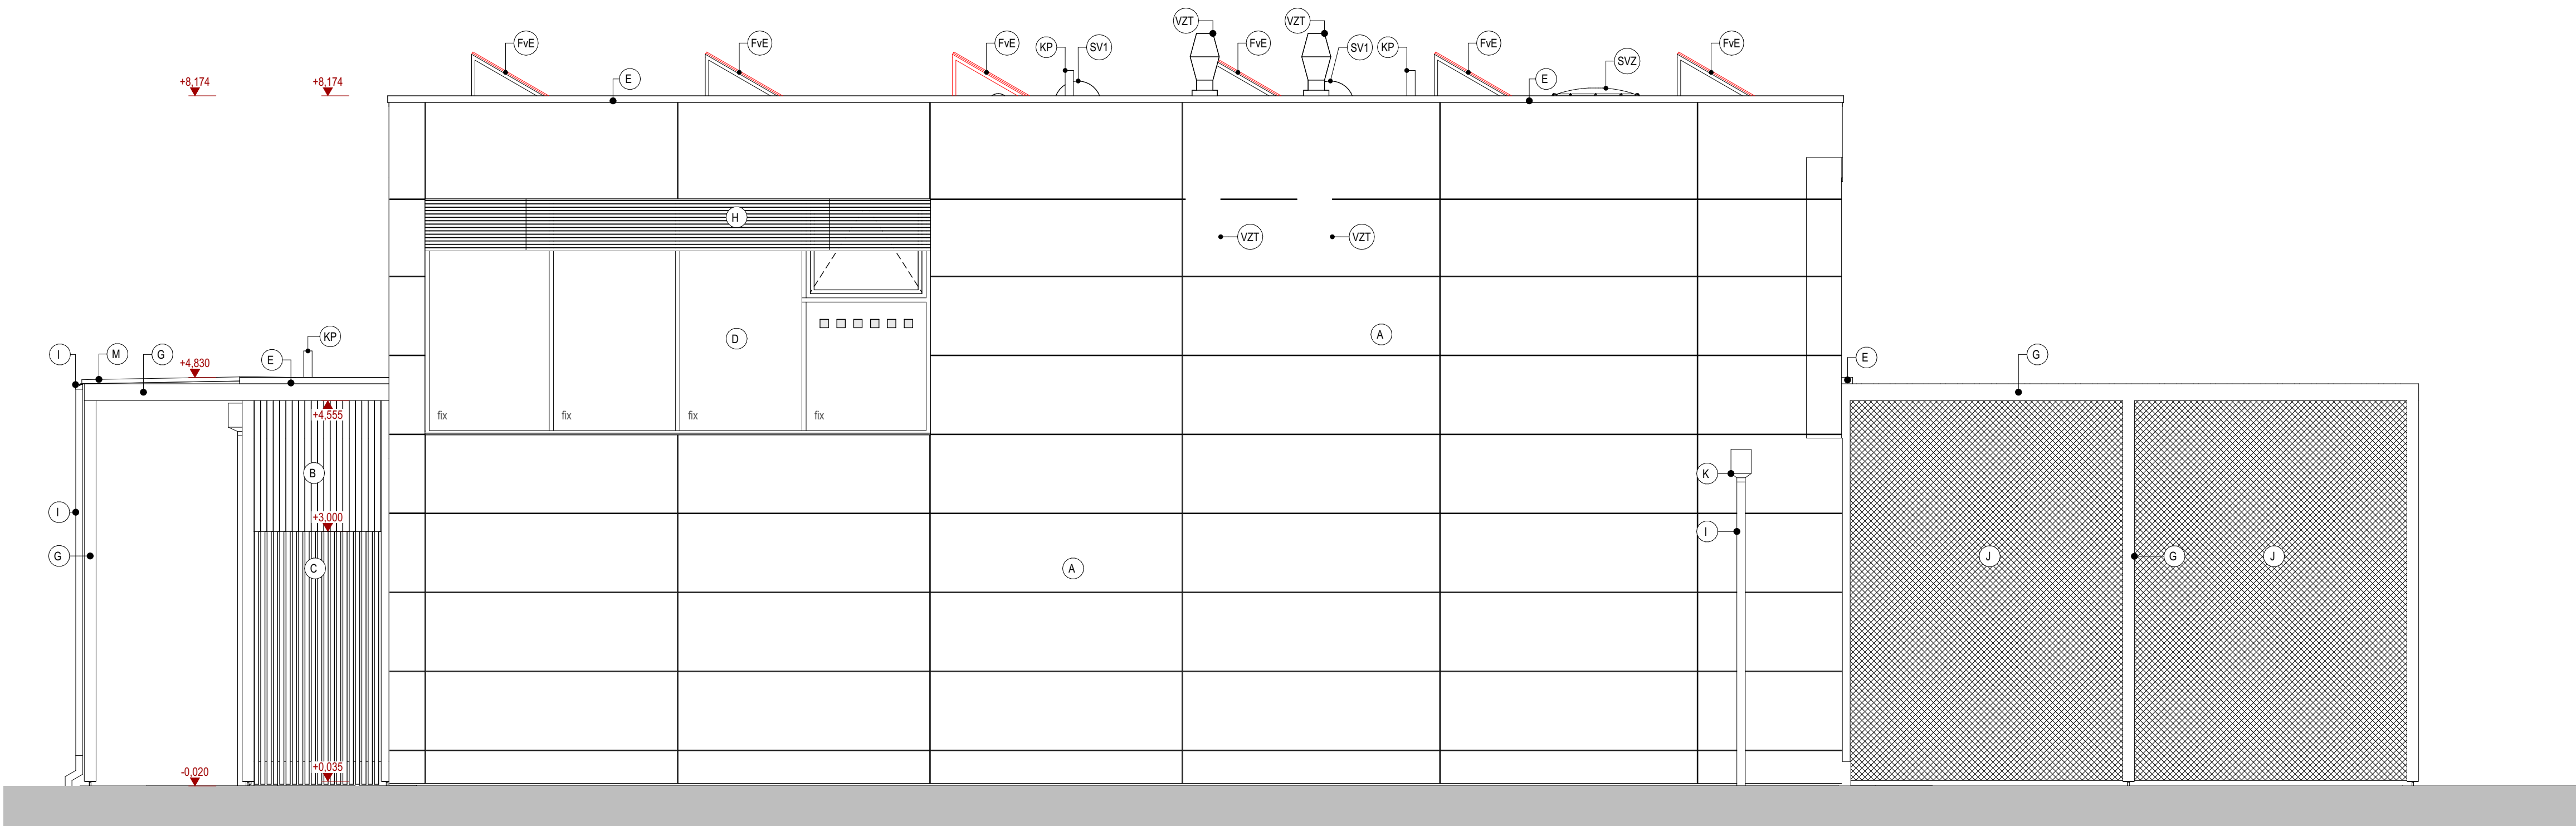 VZT
VZT
FvE
FvE
FvE
KP
SV1
FvE
SV1
KP
FvE
FvE
SVZ
+8,174
+8,174
E
E
H
VZT
VZT
A
D
KP
I
M
G
+4,830
E
E
G
fix
fix
fix
fix
+4,555
B
K
I
+3,000
I
G
C
A
J
G
J
-0,020
+0,035